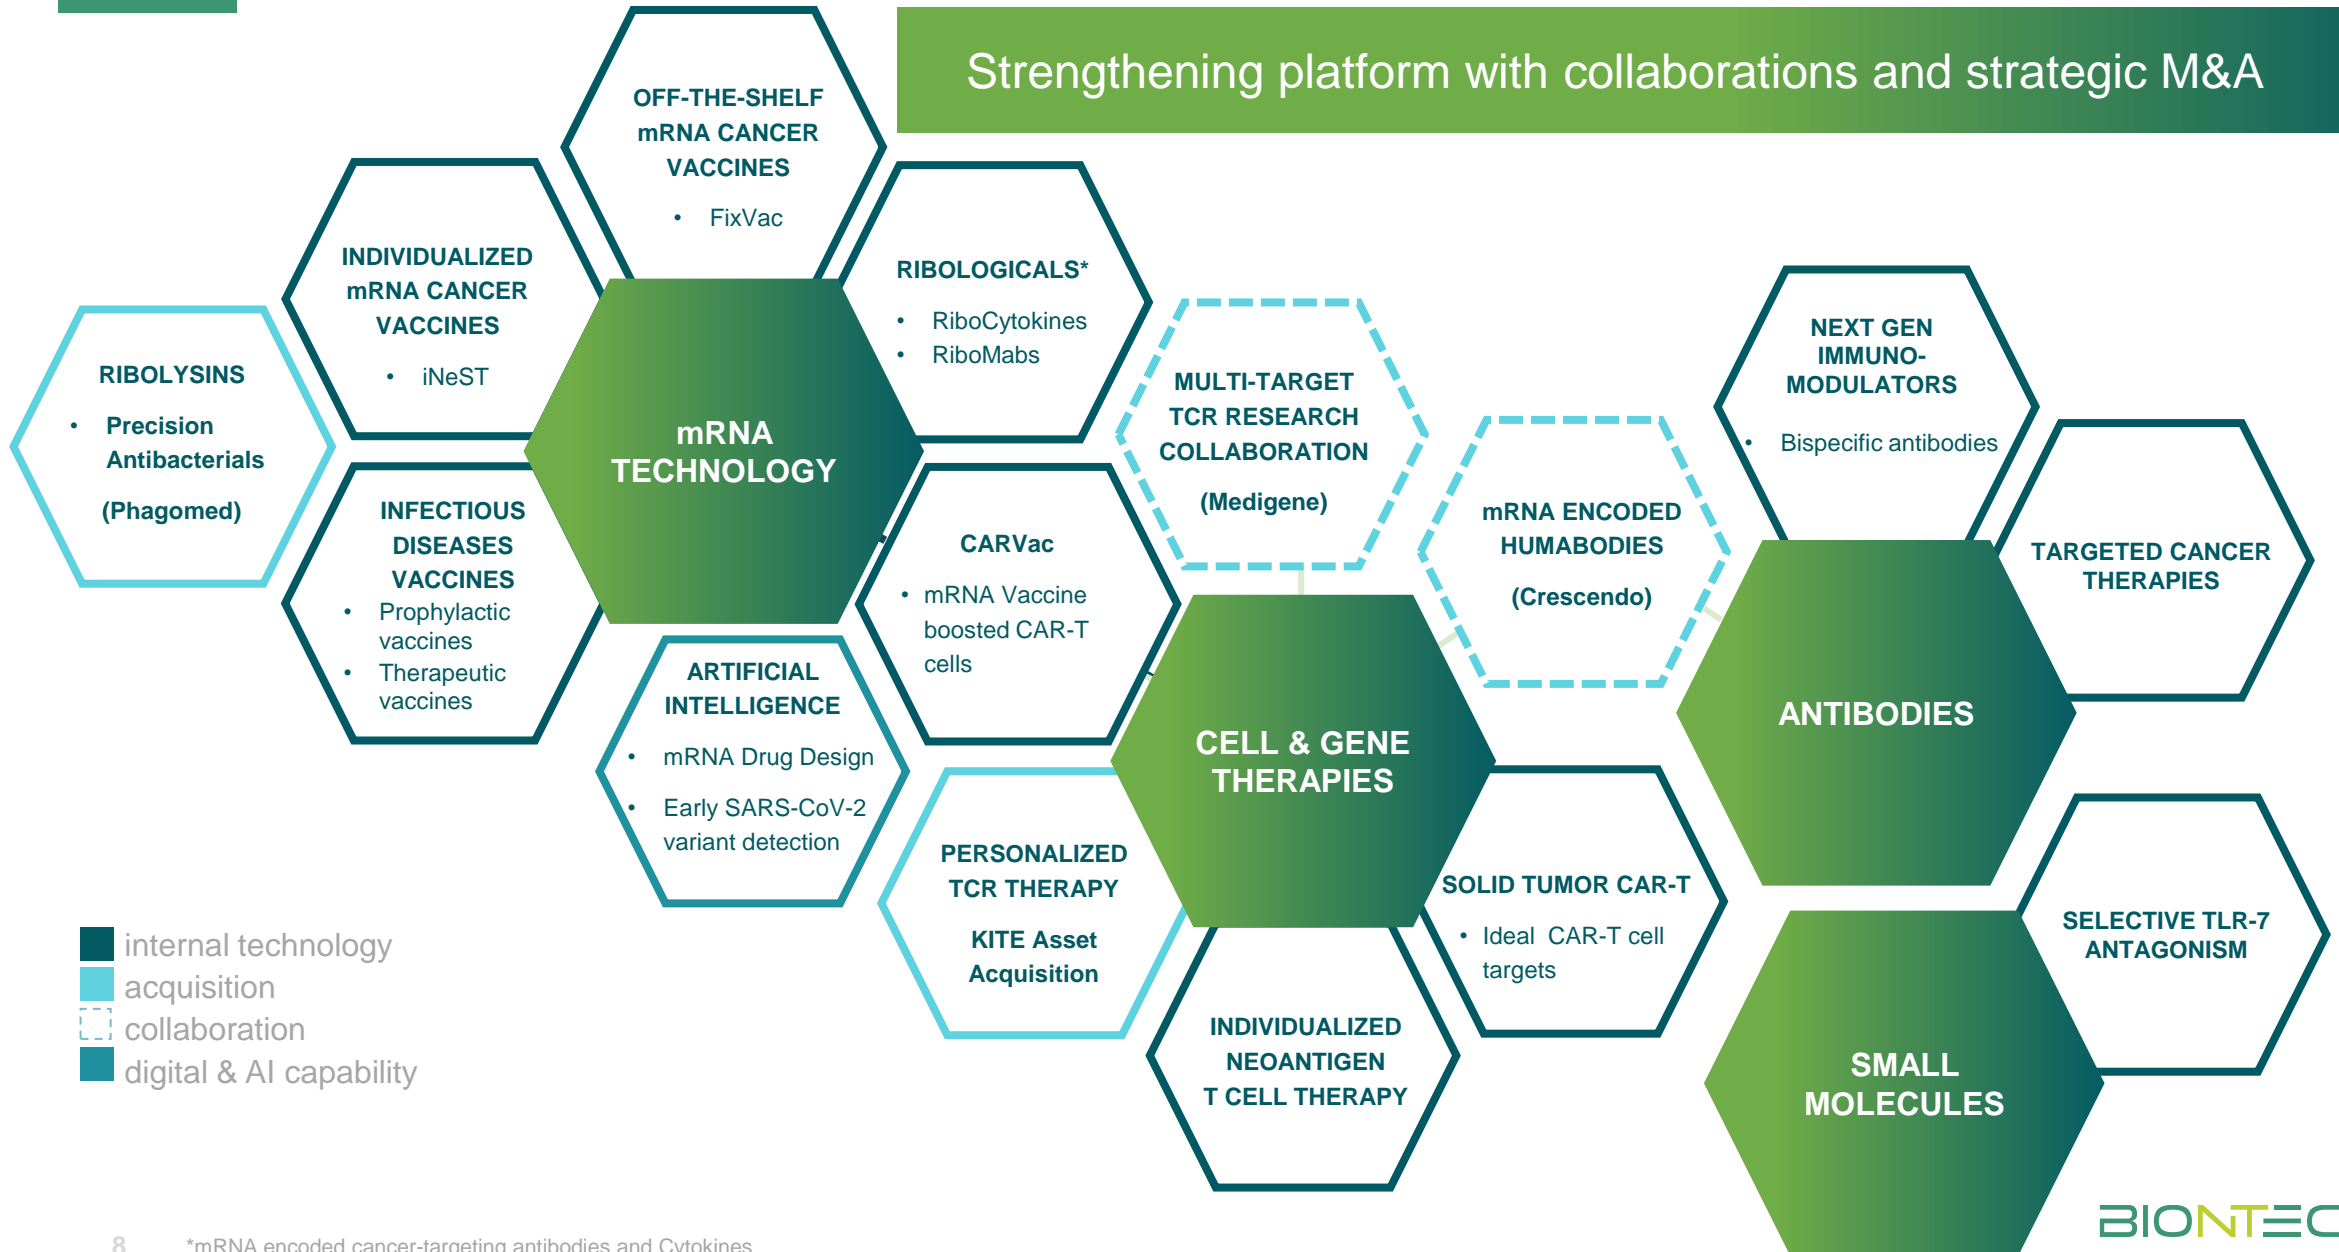 Strengthening platform with collaborations and strategic M&A
OFF-THE-SHELF
mRNA CANCER
VACCINES
• FixVac
INDIVIDUALIZED
mRNA CANCER
VACCINES
• iNeST
RIBOLOGICALS*
• RiboCytokines
• RiboMabs
RIBOLYSINS
• Precision
Antibacterials
(Phagomed)
mRNA
TECHNOLOGY
INFECTIOUS
DISEASES
VACCINES
• Prophylactic
vaccines
• Therapeutic
vaccines
CARVac
• mRNA Vaccine
boosted CAR-T
cells
ARTIFICIAL
INTELLIGENCE
• mRNA Drug Design
• Early SARS-CoV-2
variant detection
MULTI-TARGET
TCR RESEARCH
COLLABORATION
(Medigene)
mRNA ENCODED
HUMABODIES
(Crescendo)
CELL & GENE
THERAPIES
PERSONALIZED
TCR THERAPY
KITE Asset
Acquisition
INDIVIDUALIZED
NEOANTIGEN
T CELL THERAPY
SOLID TUMOR CAR-T
• Ideal CAR-T cell
targets
NEXT GEN
IMMUNO-
MODULATORS
• Bispecific antibodies
TARGETED CANCER
THERAPIES
ANTIBODIES
SELECTIVE TLR-7
ANTAGONISM
SMALL
MOLECULES
internal technology
acquisition
collaboration
digital & AI capability
8
*mRNA encoded cancer-targeting antibodies and Cytokines
BIONTEC